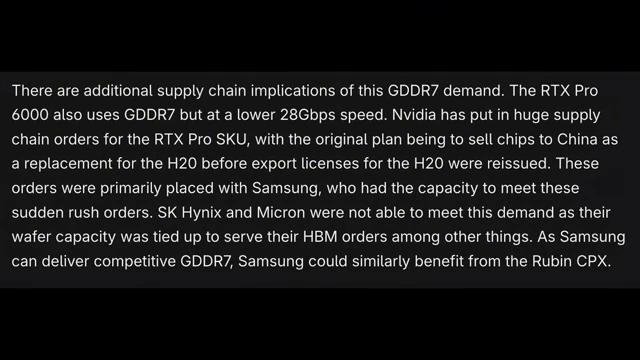 There are additional supply chain implications of this GDDR7 demand. The RTX Pro
6000 also uses GDDR7 but at a lower 28Gbps speed. Nvidia has put in huge supply
chain orders for the RTX Pro SKU, with the original plan being to sell chips to China as
a replacement for the H20 before export licenses for the H20 were reissued. These
orders were primarily placed with Samsung, who had the capacity to meet these
sudden rush orders. SK Hynix and Micron were not able to meet this demand as their
wafer capacity was tied up to serve their HBM orders among other things. As Samsung
can deliver competitive GDDR7, Samsung could similarly benefit from the Rubin CPX.